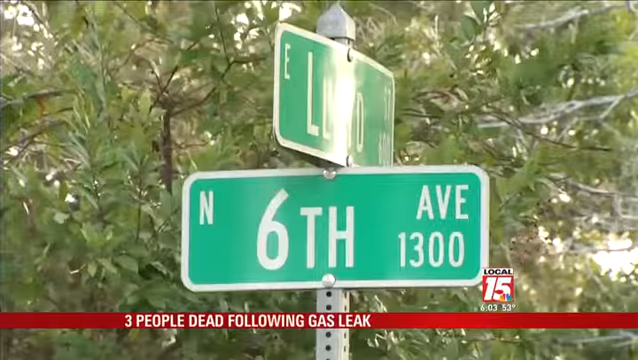 E
N 6TH AVE
1300
LOCAL
15
6:03 53°
3 PEOPLE DEAD FOLLOWING GAS LEAK